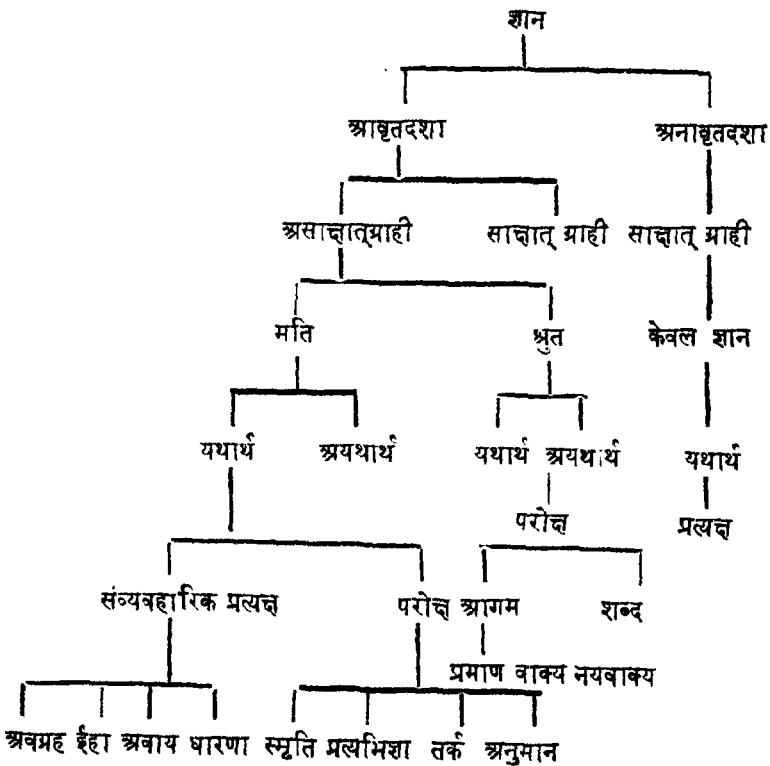 ज्ञान
आवृतदशा अनावृतदशा
असाक्षात्ग्राही साक्षात् ग्राही साक्षात् ग्राही
मति श्रुत केवल ज्ञान
यथार्थ अयथार्थ यथार्थ अयथार्थ यथार्थ
परोक्ष प्रत्यक्ष
संव्यवहारिक प्रत्यक्ष परोक्ष आगम शब्द
प्रमाण वाक्य नयवाक्य
अवग्रह ईहा अवाय धारणा स्मृति प्रत्यभिज्ञा तर्क अनुमान